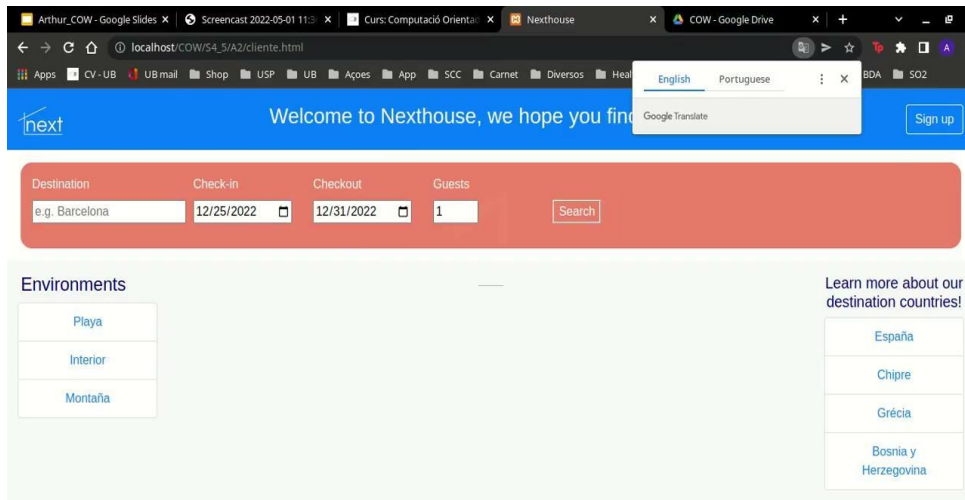 Arthur_COW - Google Slides
Screencast 2022-05-01 11:3
Curs: Computació Orientad
Nexthouse
COW - Google Drive
localhost/COW/S4_5/A2/cliente.html
Apps CV - UB UB mail Shop USP UB Açoes App SCC Carnet Diversos Heal BDA SO2
English Portuguese
Google Translate
next
Welcome to Nexthouse, we hope you find
Sign up
Destination Check-in Checkout Guests
e.g. Barcelona 12/25/2022 12/31/2022 1 Search
Environments
Playa
Interior
Montaña
Learn more about our
destination countries!
España
Chipre
Grécia
Bosnia y
Herzegovina